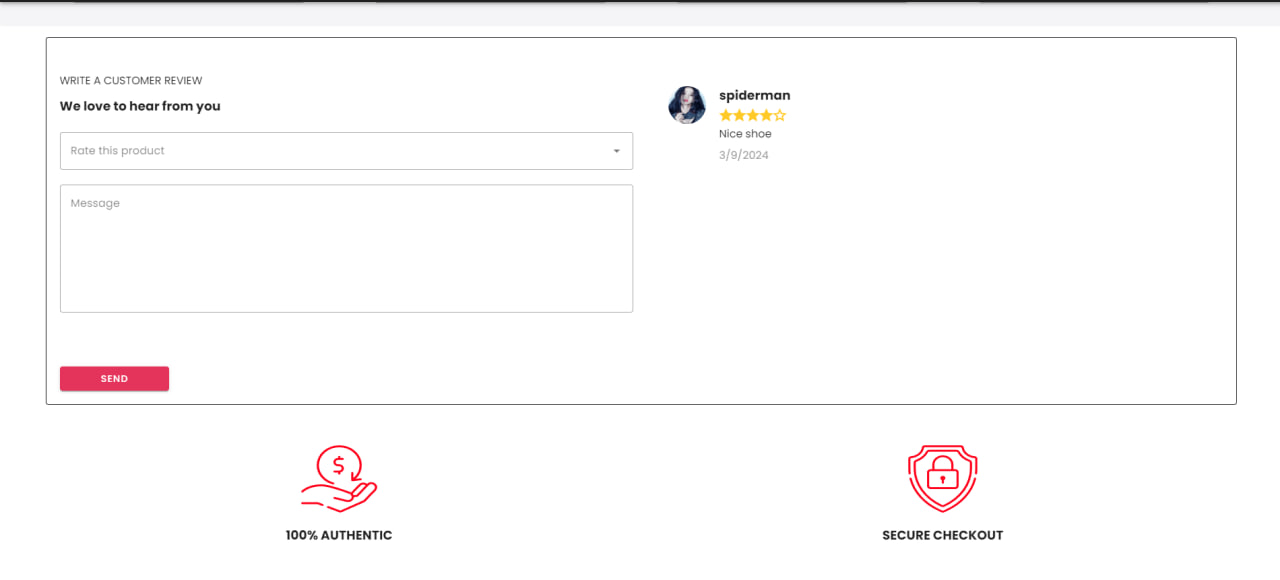 WRITE A CUSTOMER REVIEW
We love to hear from you
Rate this product
Message
SEND
spiderman
Nice shoe
3/9/2024
100% AUTHENTIC
SECURE CHECKOUT